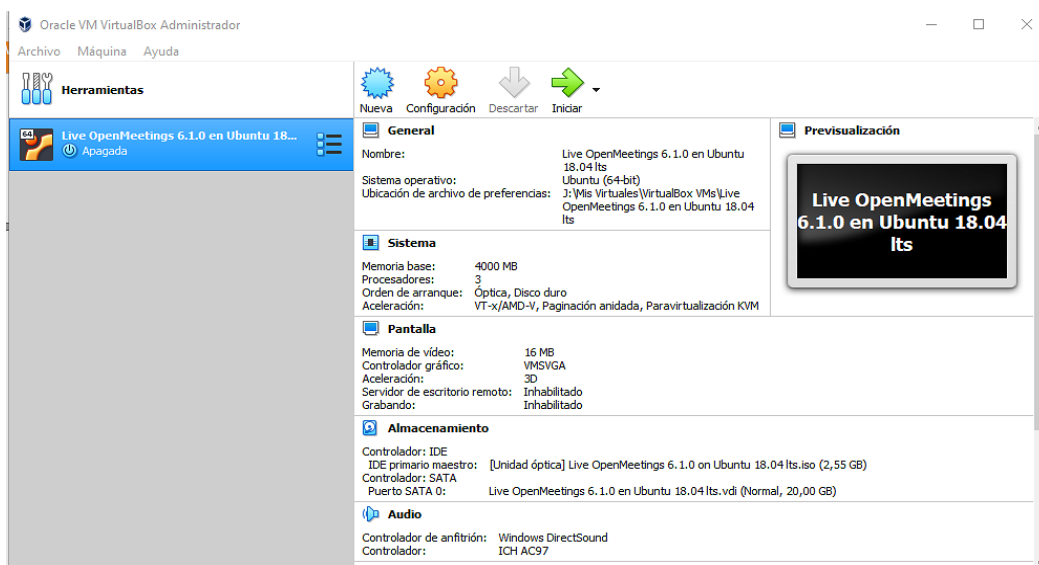 Oracle VM VirtualBox Administrador
Archivo Máquina Ayuda
Herramientas
Nueva Configuración Descartar Iniciar
64
Live OpenMeetings 6.1.0 en Ubuntu 18...
Apagada
General
Nombre: Live OpenMeetings 6.1.0 en Ubuntu
18.04 lts
Sistema operativo: Ubuntu (64-bit)
Ubicación de archivo de preferencias: J:\Mis Virtuales\VirtualBox VMs\Live
OpenMeetings 6.1.0 en Ubuntu 18.04
lts
Previsualización
Live OpenMeetings
6.1.0 en Ubuntu 18.04
lts
Sistema
Memoria base: 4000 MB
Procesadores: 3
Orden de arranque: Óptica, Disco duro
Aceleración: VT-x/AMD-V, Paginación anidada, Paravirtualización KVM
Pantalla
Memoria de vídeo: 16 MB
Controlador gráfico: VMSVGA
Aceleración: 3D
Servidor de escritorio remoto: Inhabilitado
Grabando: Inhabilitado
Almacenamiento
Controlador: IDE
IDE primario maestro: [Unidad óptica] Live OpenMeetings 6.1.0 on Ubuntu 18.04 lts.iso (2,55 GB)
Controlador: SATA
Puerto SATA 0: Live OpenMeetings 6.1.0 en Ubuntu 18.04 lts.vdi (Normal, 20,00 GB)
Audio
Controlador de anfitrión: Windows DirectSound
Controlador: ICH AC97